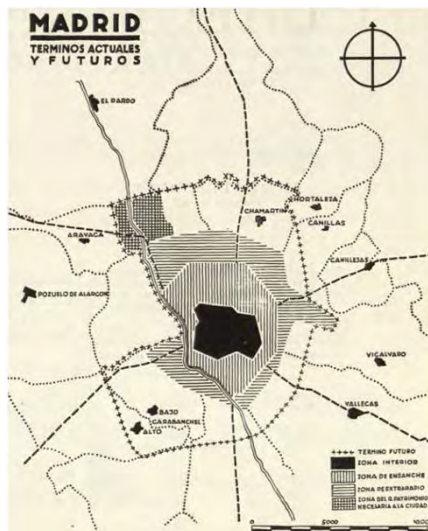 MADRID
TERMINOS ACTUALES
Y FUTUROS
EL PARDO
HORTALEZA
CHAMARTIN
CANILLAS
ARAVACA
CANILLEJAS
POZUELO DE ALARCON
VICALVARO
BAJO
CARABANCHEL
ALTO
VALLECAS
TERMINO FUTURO
ZONA INTERIOR
ZONA DE ENSANCHE
ZONA DE EXTRARADIO
ZONA DEL R. PATRIMONIO
NECESARIA A LA CIUDAD
0 5000